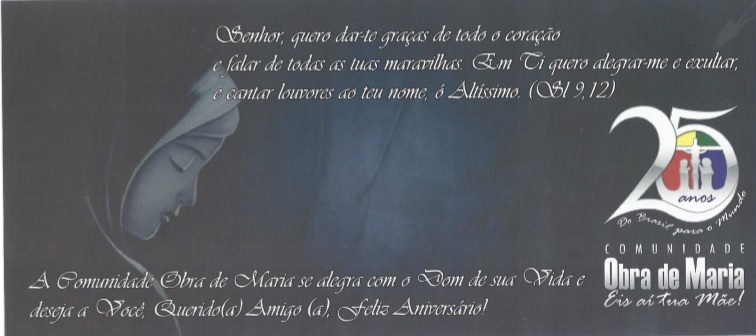 Senhor, quero dar-te graças de todo o coração
e falar de todas as tuas maravilhas. Em Ti quero alegrar-me e exultar,
e cantar louvores ao teu nome, ó Altíssimo. (Sl 9,12)
25
anos
Do Brasil para o Mundo
COMUNIDADE
Obra de Maria
Eis aí tua Mãe!
A Comunidade Obra de Maria se alegra com o Dom de sua Vida e
deseja a Você, Querido(a) Amigo (a), Feliz Aniversário!